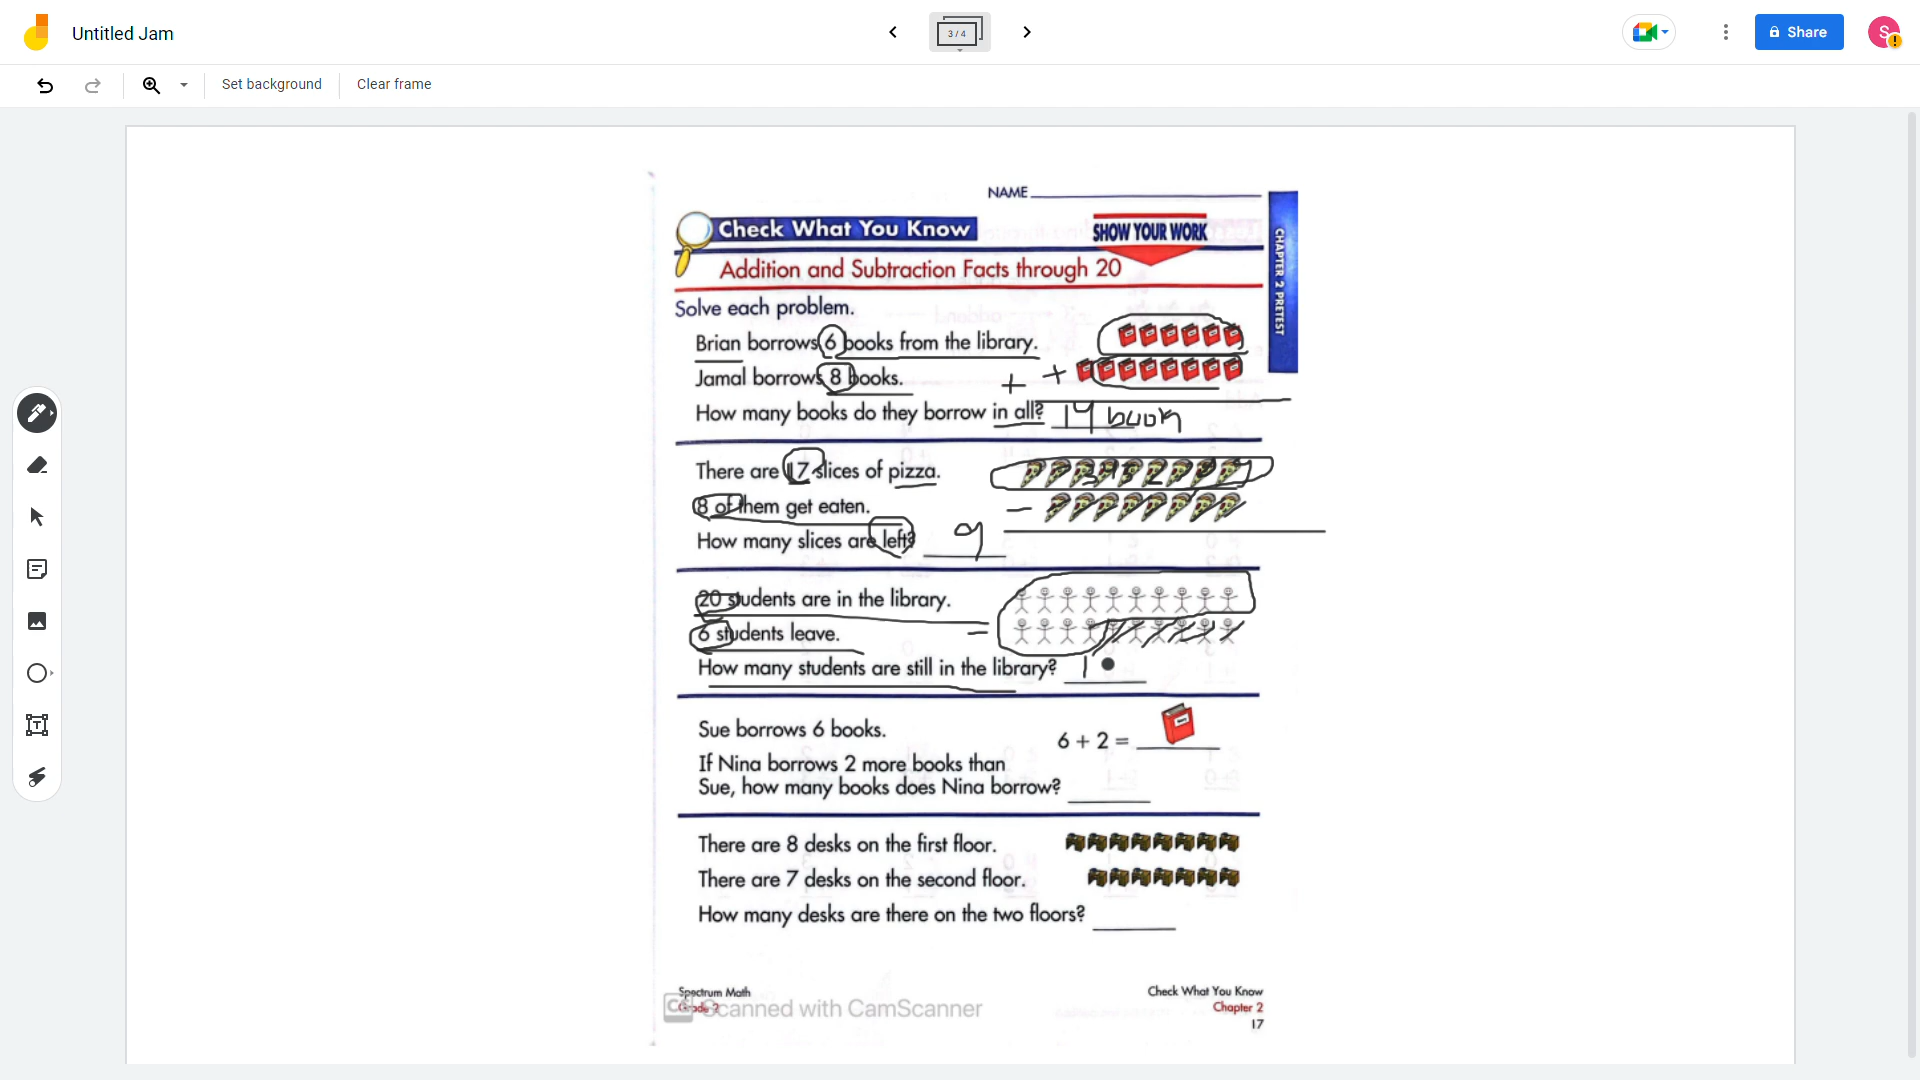 Untitled Jam
3 / 4
Share
S
Set background
Clear frame
NAME
Check What You Know
SHOW YOUR WORK
CHAPTER 2 PRETEST
Addition and Subtraction Facts through 20
Solve each problem.
Brian borrows 6 books from the library.
Jamal borrows 8 books. + +
How many books do they borrow in all? 14 book
There are 17 slices of pizza.
8 of them get eaten. −
How many slices are left? 9
20 students are in the library.
6 students leave.
How many students are still in the library? 1
Sue borrows 6 books.
6 + 2 =
If Nina borrows 2 more books than
Sue, how many books does Nina borrow?
There are 8 desks on the first floor.
There are 7 desks on the second floor.
How many desks are there on the two floors?
Spectrum Math
Grade 2
CS Scanned with CamScanner
Check What You Know
Chapter 2
17